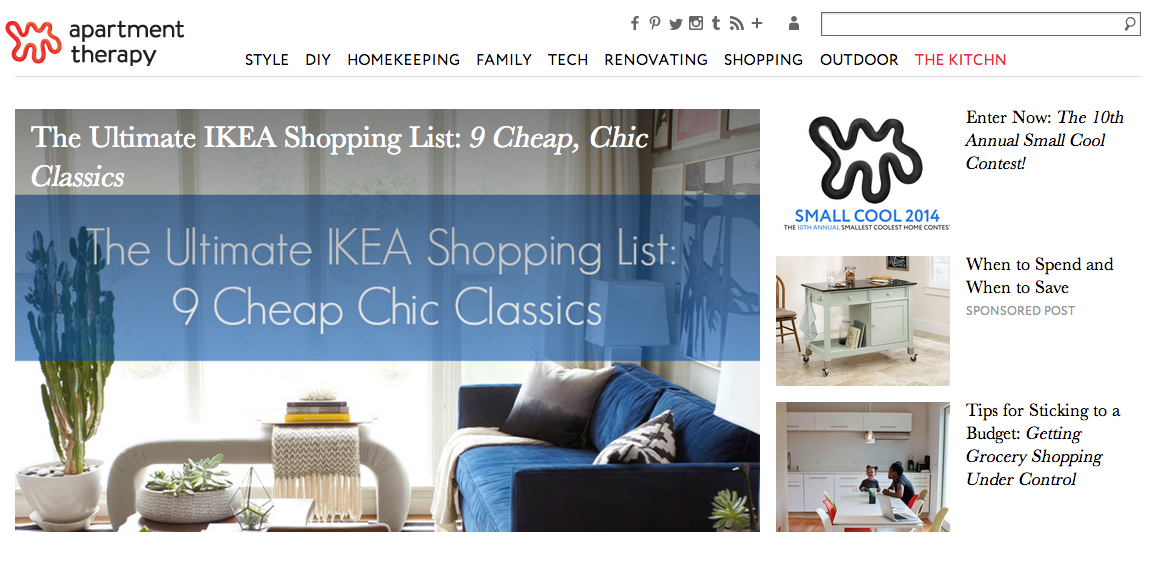 apartment
therapy
STYLE DIY HOMEKEEPING FAMILY TECH RENOVATING SHOPPING OUTDOOR THE KITCHN
The Ultimate IKEA Shopping List: 9 Cheap, Chic
Classics
The Ultimate IKEA Shopping List:
9 Cheap Chic Classics
SMALL COOL 2014
THE 10TH ANNUAL SMALLEST COOLEST HOME CONTES
Enter Now: The 10th
Annual Small Cool
Contest!
When to Spend and
When to Save
SPONSORED POST
Tips for Sticking to a
Budget: Getting
Grocery Shopping
Under Control